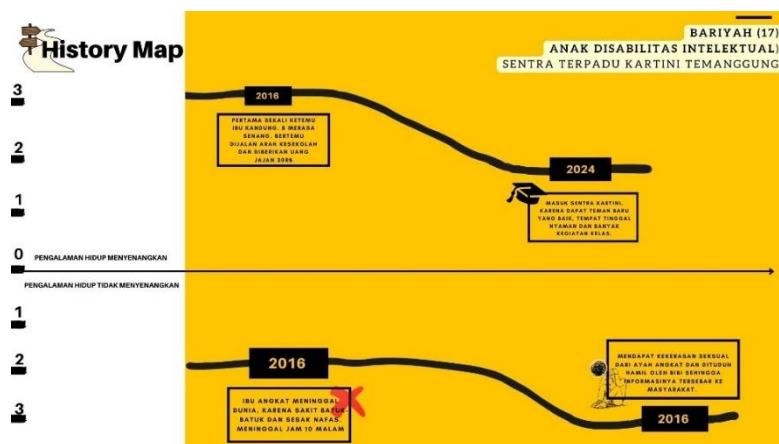 History Map
BARIYAH (17)
ANAK DISABILITAS INTELEKTUAL)
SENTRA TERPADU KARTINI TEMANGGUNG
3
2016
PERTAMA SEKALI KETEMU
IBU KANDUNG. B MERASA
SENANG. BERTEMU
DIJALAN ARAH KESEKOLAH
DAN DIBERIKAN UANG
JAJAN 20RB
2
2024
1
MASUK SENTRA KARTINI,
KARENA DAPAT TEMAN BARU
YANG BAIK, TEMPAT TINGGAL
NYAMAN DAN BANYAK
KEGIATAN KELAS.
0
PENGALAMAN HIDUP MENYENANGKAN
PENGALAMAN HIDUP TIDAK MENYENANGKAN
1
2
2016
MENDAPAT KEKERASAN SEKSUAL
DARI AYAH ANGKAT DAN DITUDUH
HAMIL OLEH BIBI SEHINGGA
INFORMASINYA TERSEBAR KE
MASYARAKAT.
3
IBU ANGKAT MENINGGAL
DUNIA, KARENA SAKIT BATUK-
BATUK DAN SESAK NAFAS.
MENINGGAL JAM 10 MALAM
2016